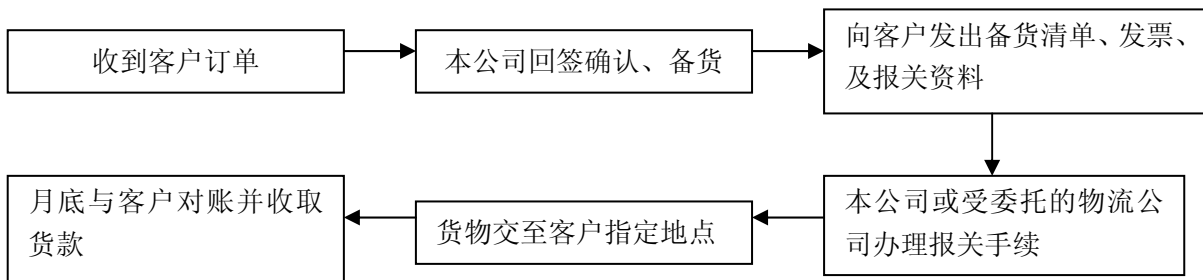 收到客户订单
本公司回签确认、备货
向客户发出备货清单、发票、
及报关资料
本公司或受委托的物流公
司办理报关手续
货物交至客户指定地点
月底与客户对账并收取
货款